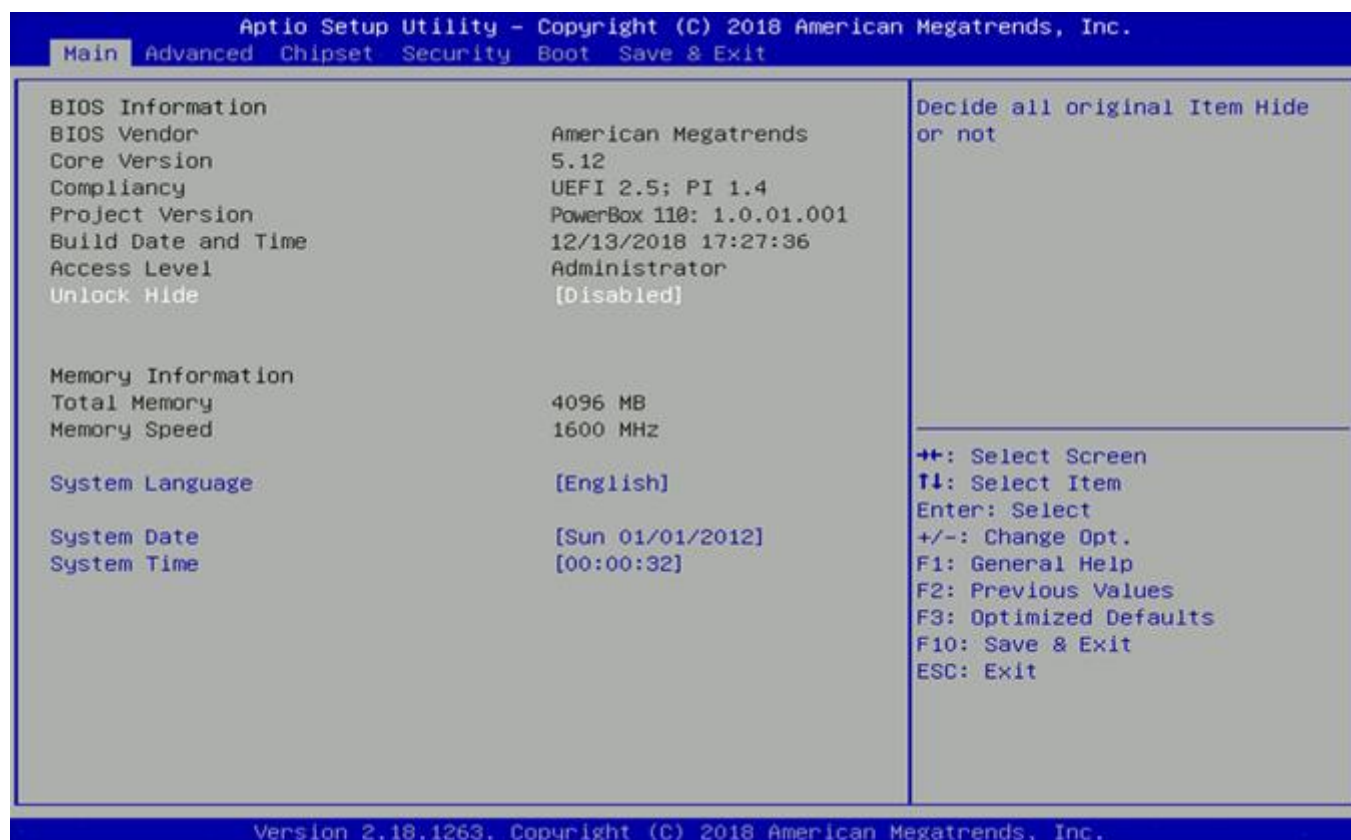 Aptio Setup Utility – Copyright (C) 2018 American Megatrends, Inc.
Main Advanced Chipset Security Boot Save & Exit
BIOS Information
BIOS Vendor American Megatrends
Core Version 5.12
Compliancy UEFI 2.5; PI 1.4
Project Version PowerBox 110: 1.0.01.001
Build Date and Time 12/13/2018 17:27:36
Access Level Administrator
Unlock Hide [Disabled]
Memory Information
Total Memory 4096 MB
Memory Speed 1600 MHz
System Language [English]
System Date [Sun 01/01/2012]
System Time [00:00:32]
Decide all original Item Hide
or not
→←: Select Screen
↑↓: Select Item
Enter: Select
+/-: Change Opt.
F1: General Help
F2: Previous Values
F3: Optimized Defaults
F10: Save & Exit
ESC: Exit
Version 2.18.1263. Copyright (C) 2018 American Megatrends, Inc.